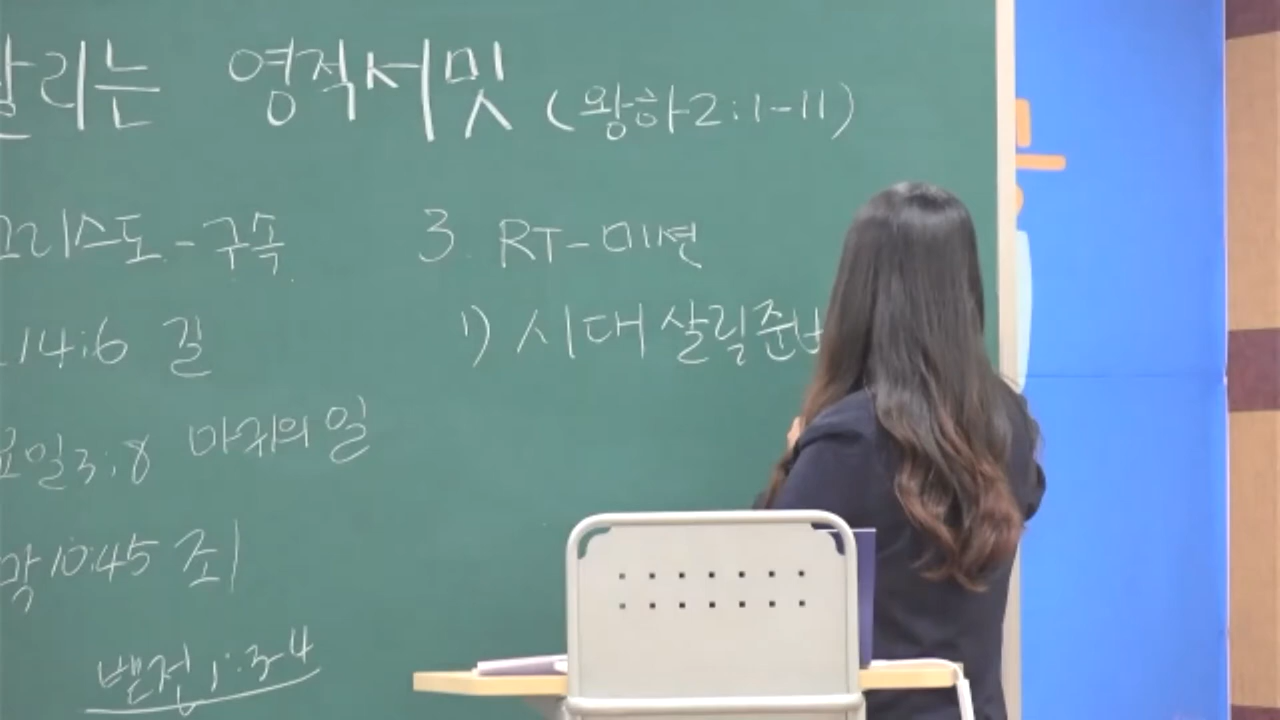 살리는 영적서밋 (왕하2:1-11)
그리스도-구속
14:6 길
요일3:8 마귀의 일
막10:45 죄
벧전1:3-4
3. RT-미션
1) 시대 살릴 준비